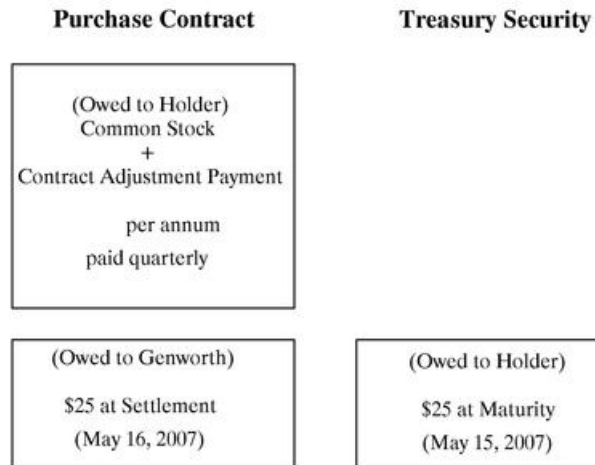 Purchase Contract
Treasury Security
(Owed to Holder)
Common Stock
+
Contract Adjustment Payment
per annum
paid quarterly
(Owed to Genworth)
$25 at Settlement
(May 16, 2007)
(Owed to Holder)
$25 at Maturity
(May 15, 2007)